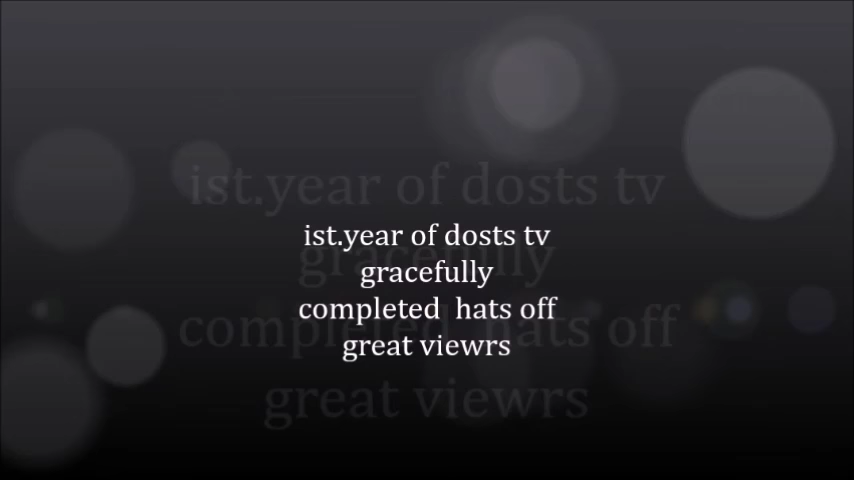 ist.year of dosts tv
gracefully
completed  hats off
great viewrs